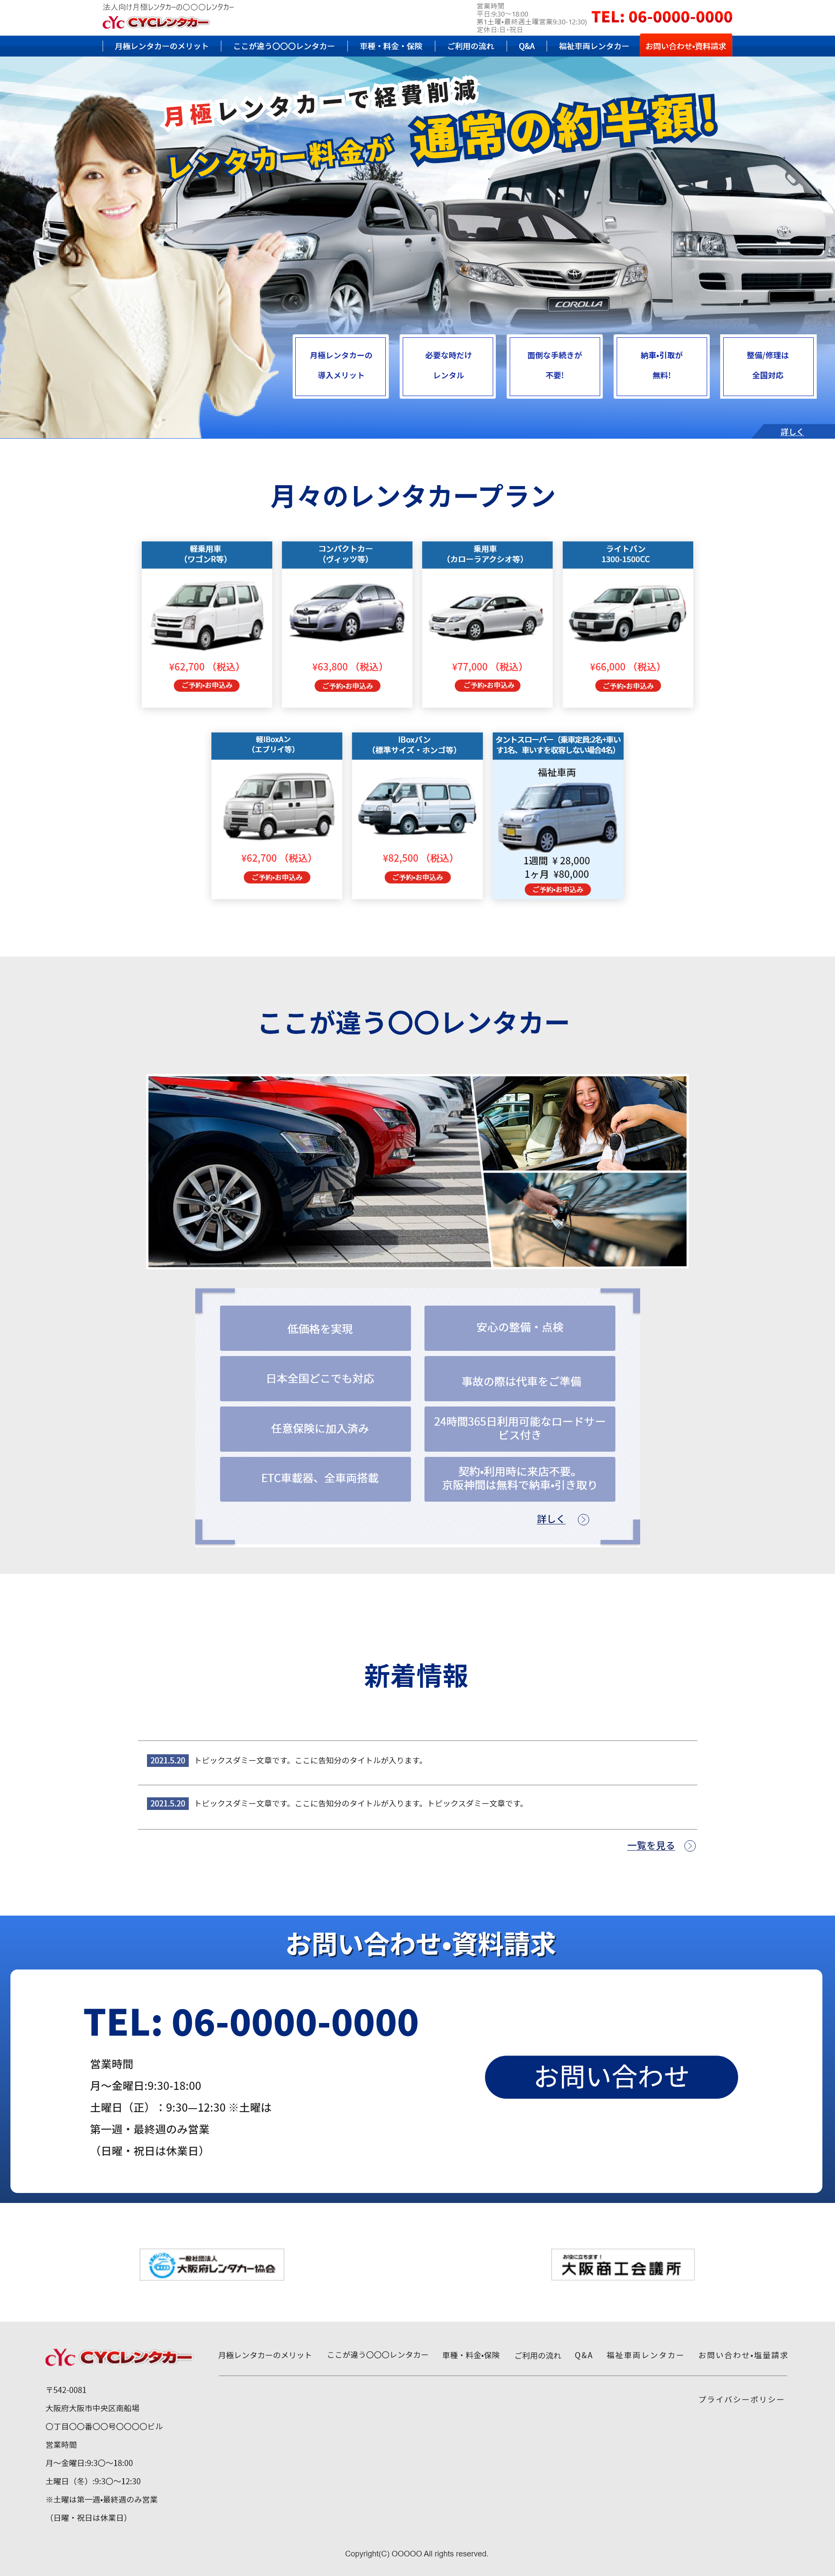 法人向け月極レンタカーの〇〇〇レンタカー
CYC CYCレンタカー
営業時間
平日:9:30〜18:00
第1土曜•最終週土曜営業9:30-12:30)
定休日:日･祝日
TEL: 06-0000-0000
月極レンタカーのメリット
ここが違う〇〇〇レンタカー
車種・料金・保険
ご利用の流れ
Q&A
福祉車両レンタカー
お問い合わせ•資料請求
月極レンタカーで経費削減
レンタカー料金が 通常の約半額!
COROLLA
月極レンタカーの
導入メリット
必要な時だけ
レンタル
面倒な手続きが
不要!
納車•引取が
無料!
整備/修理は
全国対応
詳しく
月々のレンタカープラン
軽乗用車
（ワゴンR等）
¥62,700 （税込）
ご予約•お申込み
コンパクトカー
（ヴィッツ等）
¥63,800 （税込）
ご予約•お申込み
乗用車
（カローラアクシオ等）
¥77,000 （税込）
ご予約•お申込み
ライトバン
1300-1500CC
¥66,000 （税込）
ご予約•お申込み
軽IBoxAン
（エブリイ等）
¥62,700 （税込）
ご予約•お申込み
IBoxバン
（標準サイズ・ホンゴ等）
¥82,500 （税込）
ご予約•お申込み
タントスローパー（乗車定員:2名+車い
す1名、車いすを収容しない場合4名）
福祉車両
1週間 ¥ 28,000
1ヶ月 ¥80,000
ご予約•お申込み
ここが違う〇〇レンタカー
低価格を実現
安心の整備・点検
日本全国どこでも対応
事故の際は代車をご準備
任意保険に加入済み
24時間365日利用可能なロードサー
ビス付き
ETC車載器、全車両搭載
契約•利用時に来店不要。
京阪神間は無料で納車•引き取り
詳しく
新着情報
2021.5.20 トピックスダミー文章です。ここに告知分のタイトルが入ります。
2021.5.20 トピックスダミー文章です。ここに告知分のタイトルが入ります。トピックスダミー文章です。
一覧を見る
お問い合わせ•資料請求
TEL: 06-0000-0000
営業時間
月〜金曜日:9:30-18:00
土曜日（正）：9:30—12:30 ※土曜は
第一週・最終週のみ営業
（日曜・祝日は休業日）
お問い合わせ
一般社団法人
大阪府レンタカー協会
お役に立ちます！
大阪商工会議所
CYC CYCレンタカー
月極レンタカーのメリット
ここが違う〇〇〇レンタカー
車種・料金•保険
ご利用の流れ
Q&A
福祉車両レンタカー
お問い合わせ•塩量請求
プライバシーポリシー
〒542-0081
大阪府大阪市中央区南船場
〇丁目〇〇番〇〇号〇〇〇〇ビル
営業時間
月〜金曜日:9:3〇〜18:00
土曜日（冬）:9:3〇〜12:30
※土曜は第一週•最終週のみ営業
（日曜・祝日は休業日）
Copyright(C) OOOOO All rights reserved.